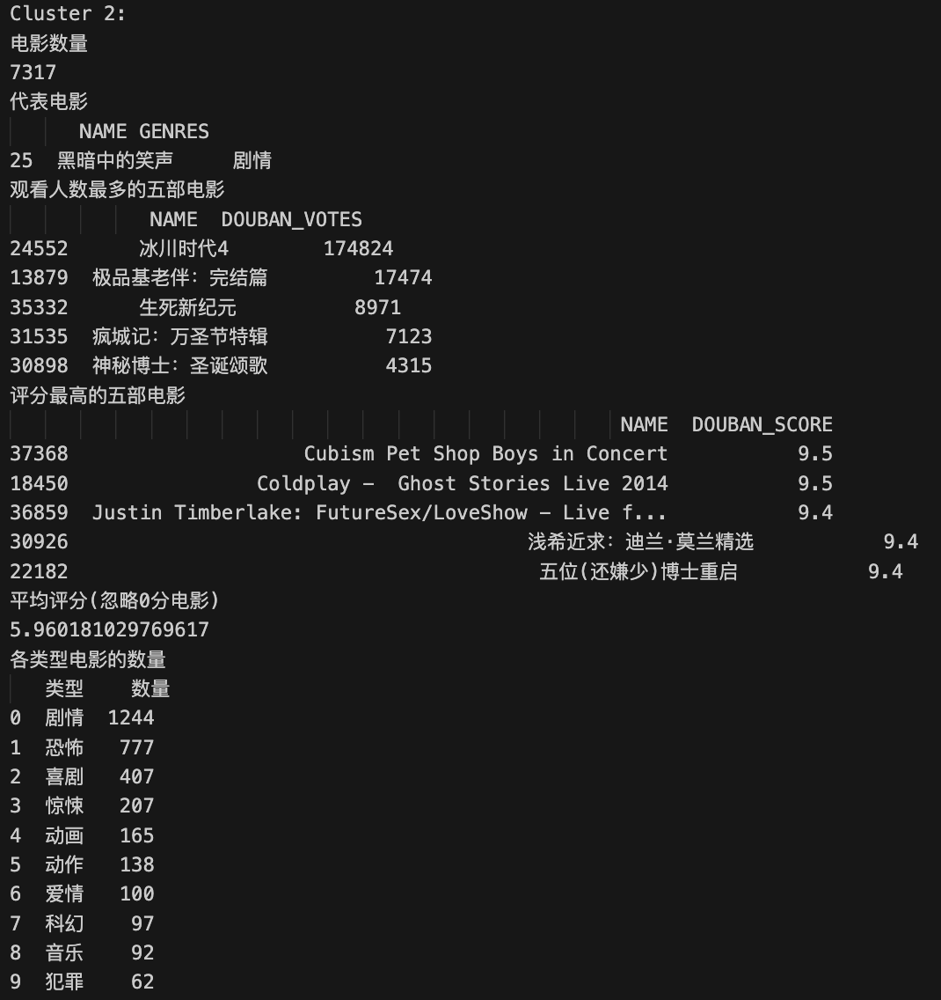 Cluster 2:
电影数量
7317
代表电影
NAME GENRES
25 黑暗中的笑声 剧情
观看人数最多的五部电影
NAME DOUBAN_VOTES
24552 冰川时代4 174824
13879 极品基老伴：完结篇 17474
35332 生死新纪元 8971
31535 疯城记：万圣节特辑 7123
30898 神秘博士：圣诞颂歌 4315
评分最高的五部电影
NAME DOUBAN_SCORE
37368 Cubism Pet Shop Boys in Concert 9.5
18450 Coldplay -  Ghost Stories Live 2014 9.5
36859 Justin Timberlake: FutureSex/LoveShow - Live f... 9.4
30926 浅希近求：迪兰·莫兰精选 9.4
22182 五位(还嫌少)博士重启 9.4
平均评分(忽略0分电影)
5.960181029769617
各类型电影的数量
类型 数量
0 剧情 1244
1 恐怖 777
2 喜剧 407
3 惊悚 207
4 动画 165
5 动作 138
6 爱情 100
7 科幻 97
8 音乐 92
9 犯罪 62